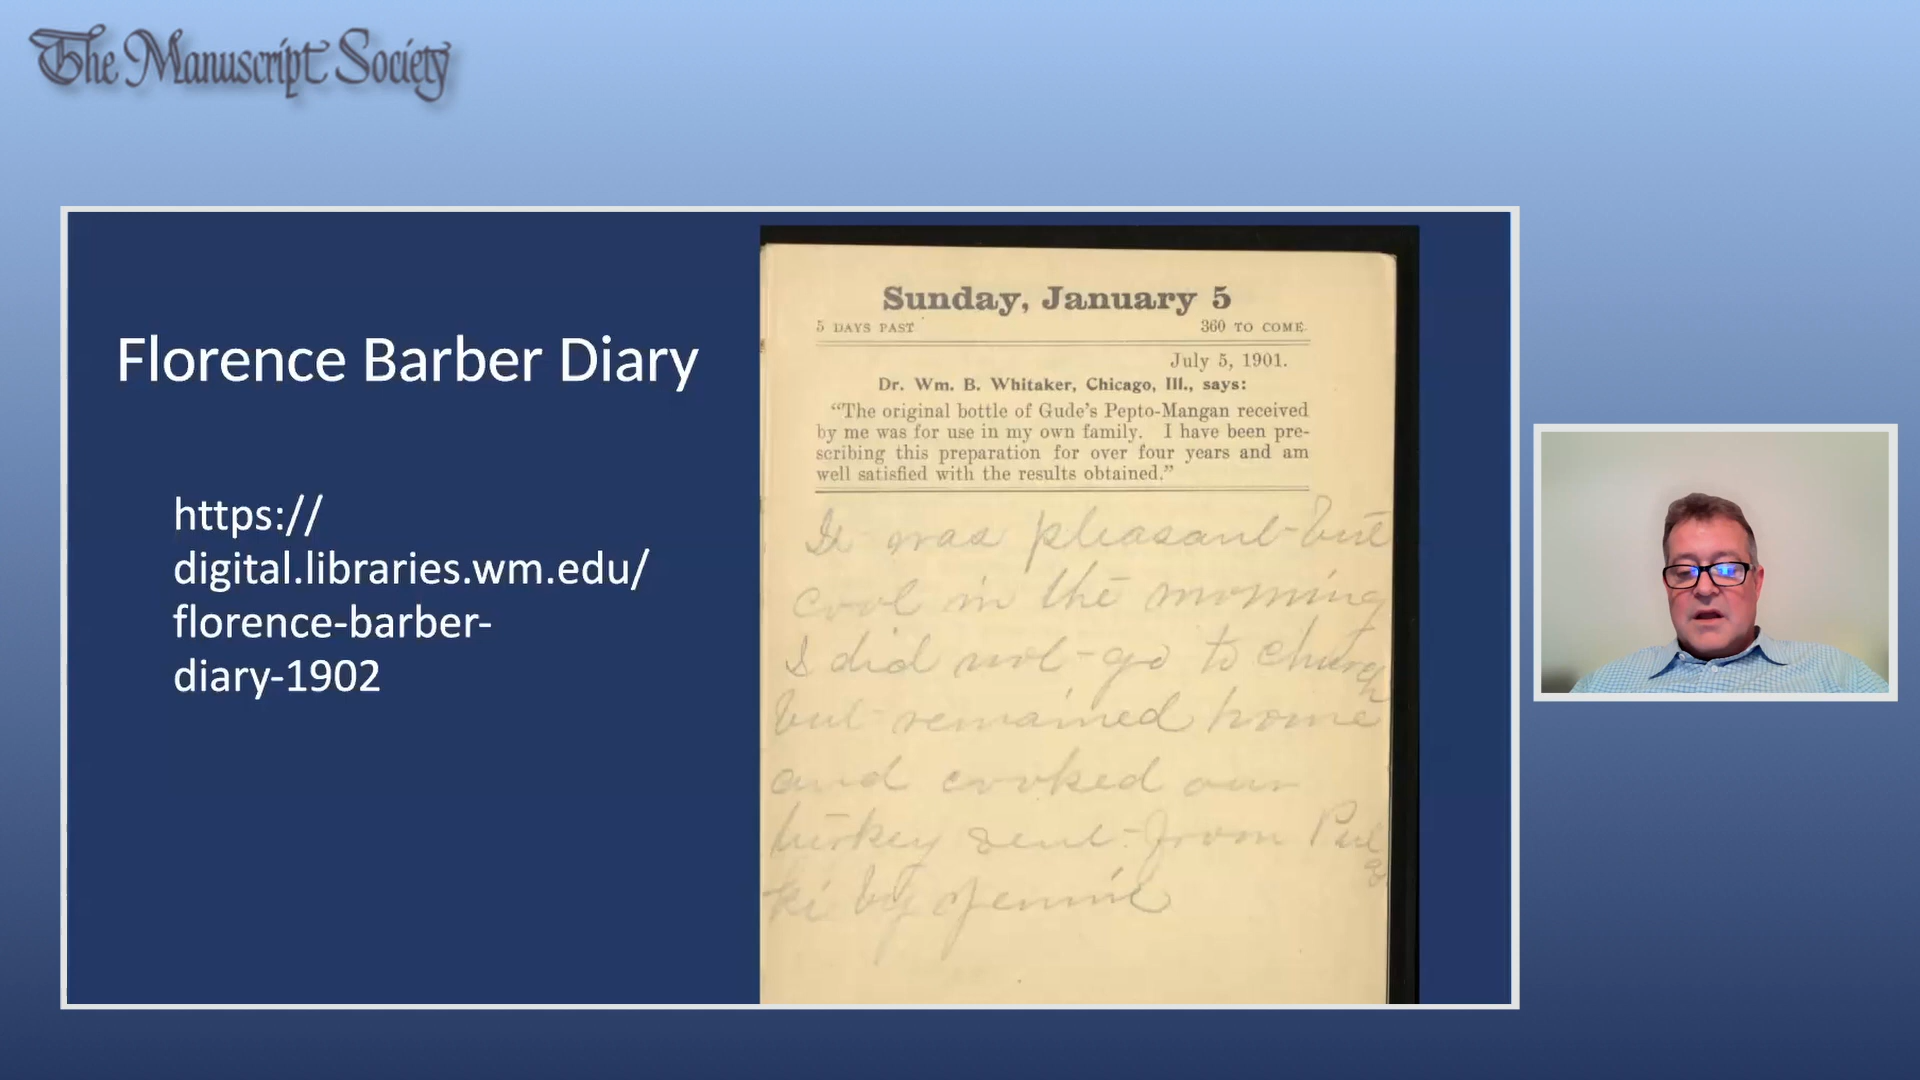 The Manuscript Society
Florence Barber Diary
https://
digital.libraries.wm.edu/
florence-barber-
diary-1902
Sunday, January 5
5 DAYS PAST 360 TO COME
July 5, 1901.
Dr. Wm. B. Whitaker, Chicago, Ill., says:
“The original bottle of Gude’s Pepto-Mangan received
by me was for use in my own family. I have been pre-
scribing this preparation for over four years and am
well satisfied with the results obtained.”
It was pleasant but
cool in the morning
I did not go to church
but remained home
and cooked our
turkey sent from Pulas
ki by Jennie